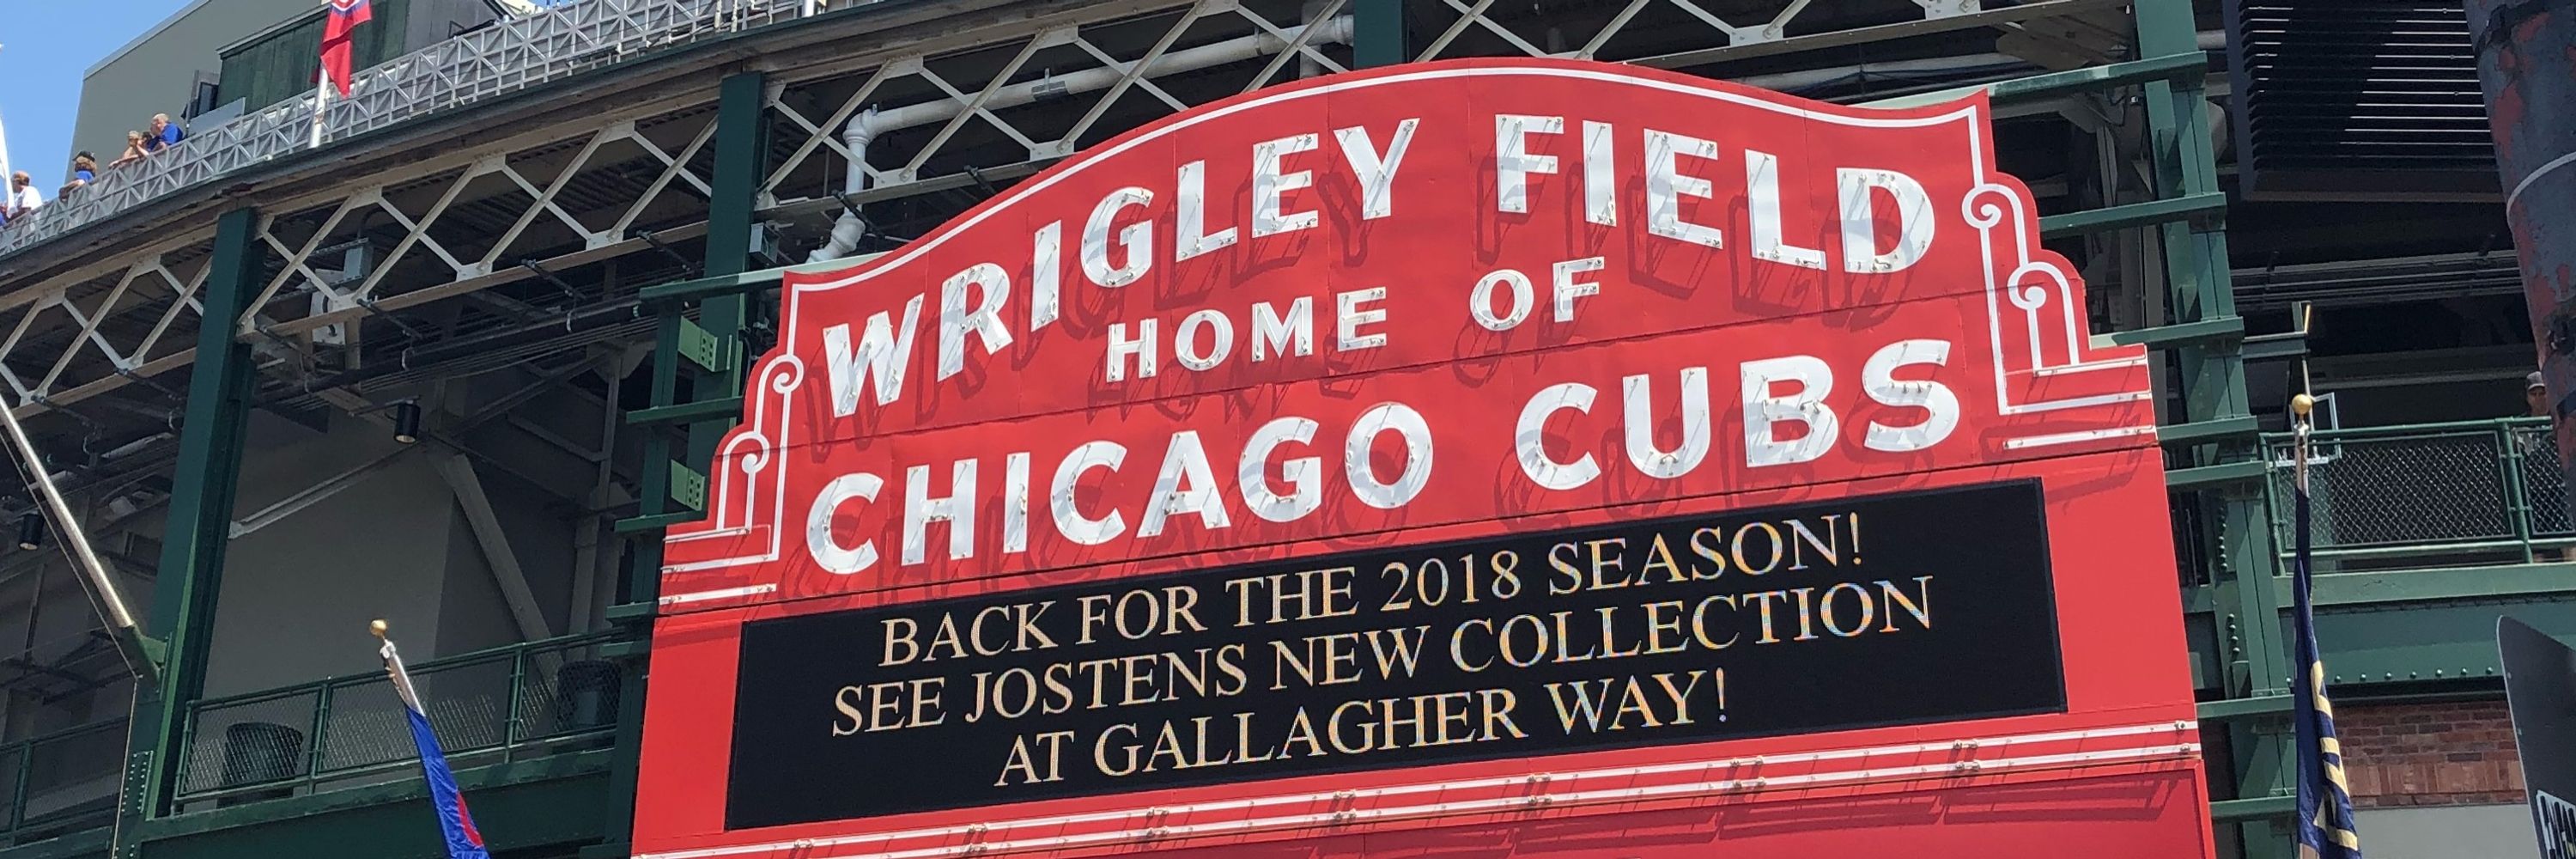 WRIGLEY FIELD
HOME OF
CHICAGO CUBS
BACK FOR THE 2018 SEASON!
SEE JOSTENS NEW COLLECTION
AT GALLAGHER WAY!